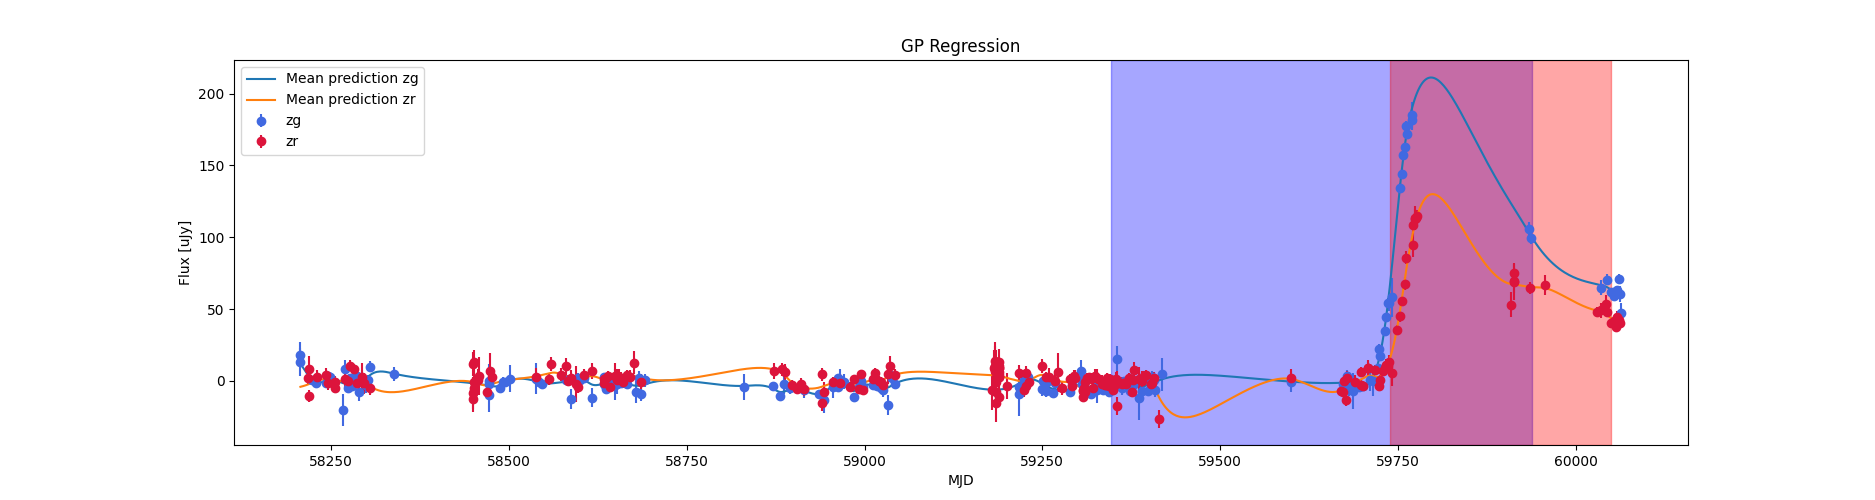 GP Regression
Mean prediction zg
Mean prediction zr
zg
zr
Flux [uJy]
200
150
100
50
0
58250
58500
58750
59000
59250
59500
59750
60000
MJD